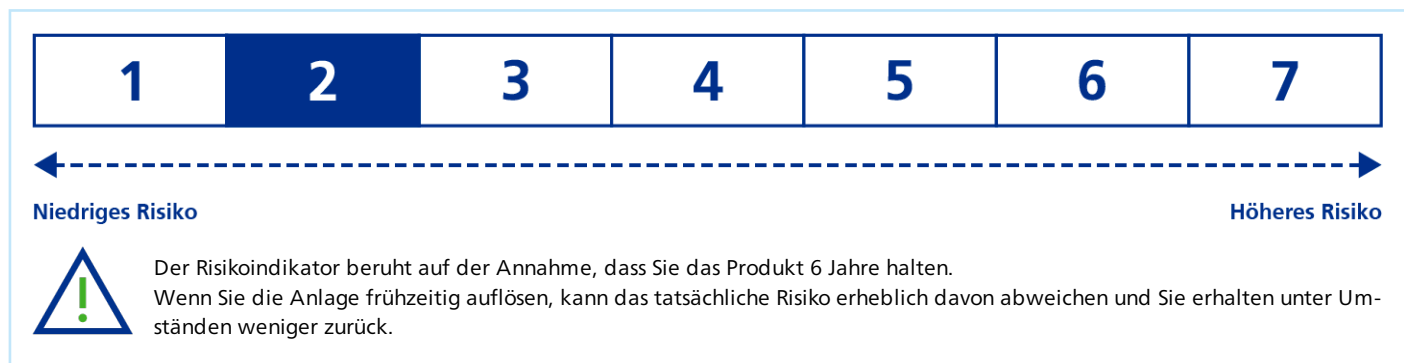 1 2 3 4 5 6 7
Niedriges Risiko Höheres Risiko
Der Risikoindikator beruht auf der Annahme, dass Sie das Produkt 6 Jahre halten.
Wenn Sie die Anlage frühzeitig auflösen, kann das tatsächliche Risiko erheblich davon abweichen und Sie erhalten unter Um-
ständen weniger zurück.